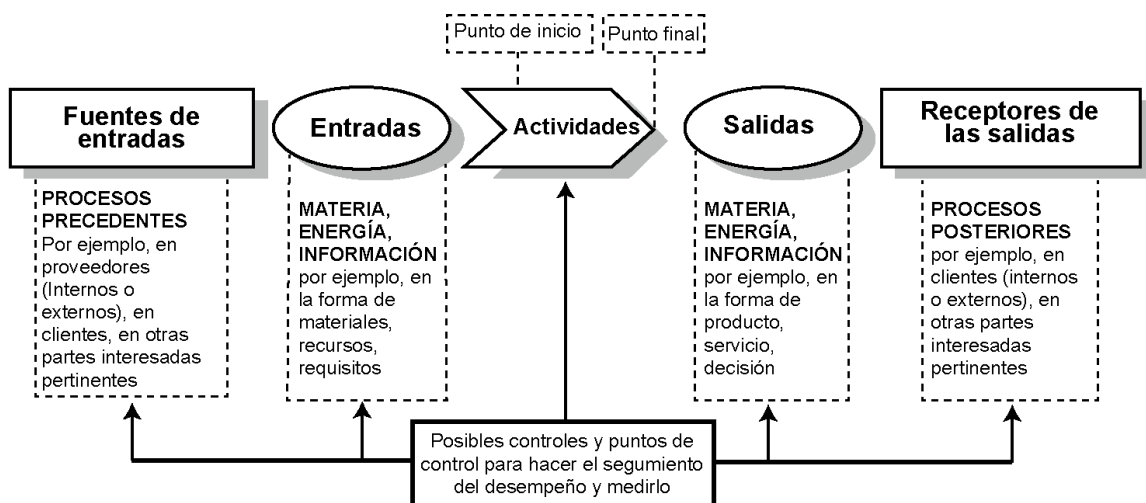 Punto de inicio
Punto final
Fuentes de
entradas
Entradas
Actividades
Salidas
Receptores de
las salidas
PROCESOS
PRECEDENTES
Por ejemplo, en
proveedores
(Internos o
externos), en
clientes, en otras
partes interesadas
pertinentes
MATERIA,
ENERGÍA,
INFORMACIÓN
por ejemplo, en
la forma de
materiales,
recursos,
requisitos
MATERIA,
ENERGÍA,
INFORMACIÓN
por ejemplo, en
la forma de
producto,
servicio,
decisión
PROCESOS
POSTERIORES
por ejemplo, en
clientes (internos
o externos), en
otras partes
interesadas
pertinentes
Posibles controles y puntos de
control para hacer el segumiento
del desempeño y medirlo